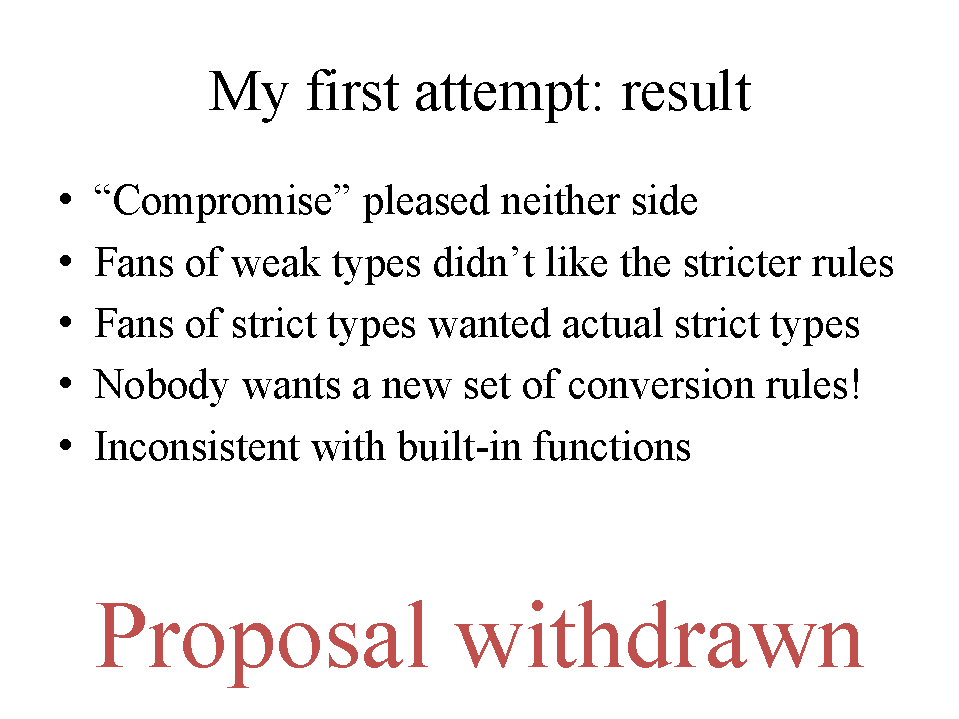 My first attempt: result
• “Compromise” pleased neither side
• Fans of weak types didn’t like the stricter rules
• Fans of strict types wanted actual strict types
• Nobody wants a new set of conversion rules!
• Inconsistent with built-in functions
Proposal withdrawn